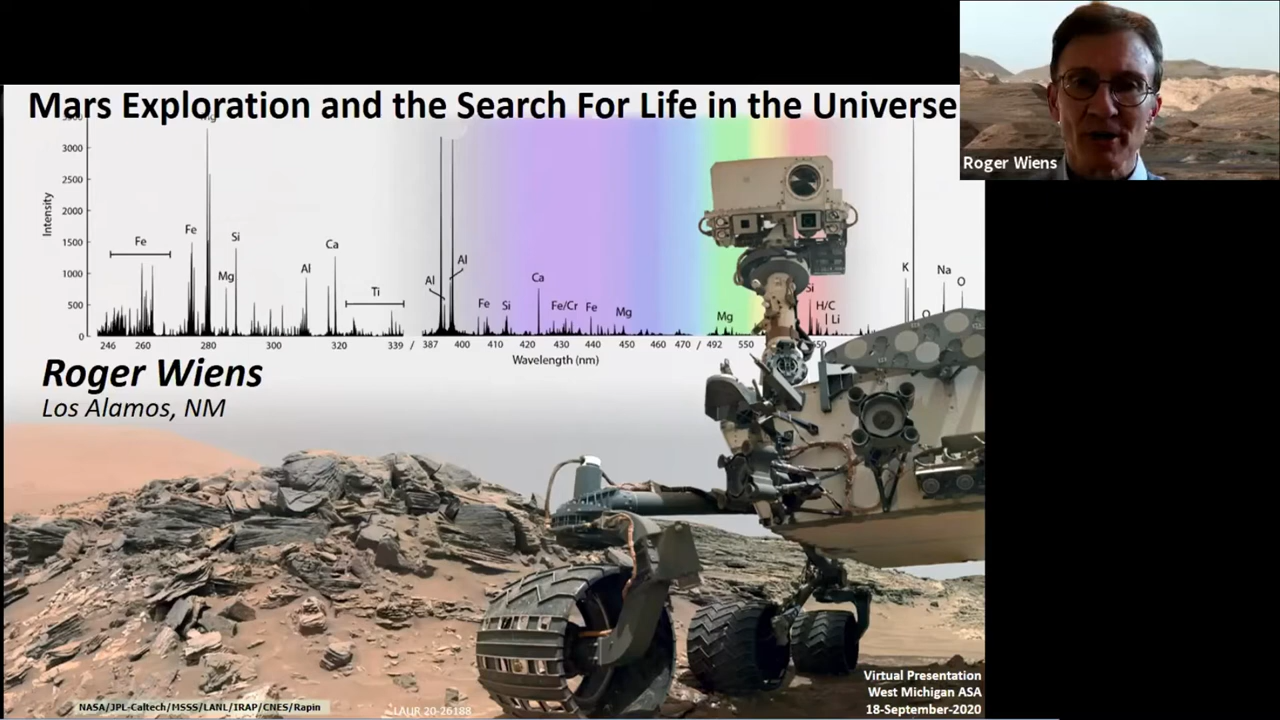 Mars Exploration and the Search For Life in the Universe
Roger Wiens
Mg
3000
2500
2000
1500
1000
500
0
Intensity
Fe
Fe
Mg
Si
Al
Ca
Ti
Al
Al
Fe
Si
Ca
Fe/Cr
Fe
Mg
Mg
Si
H/C
Li
K
Na
O
O
246 260 280 300 320 339 / 387 400 410 420 430 440 450 460 470 / 492 550
Wavelength (nm)
Roger Wiens
Los Alamos, NM
Virtual Presentation
West Michigan ASA
18-September-2020
NASA/JPL-Caltech/MSSS/LANL/IRAP/CNES/Rapin
LAUR 20-26188